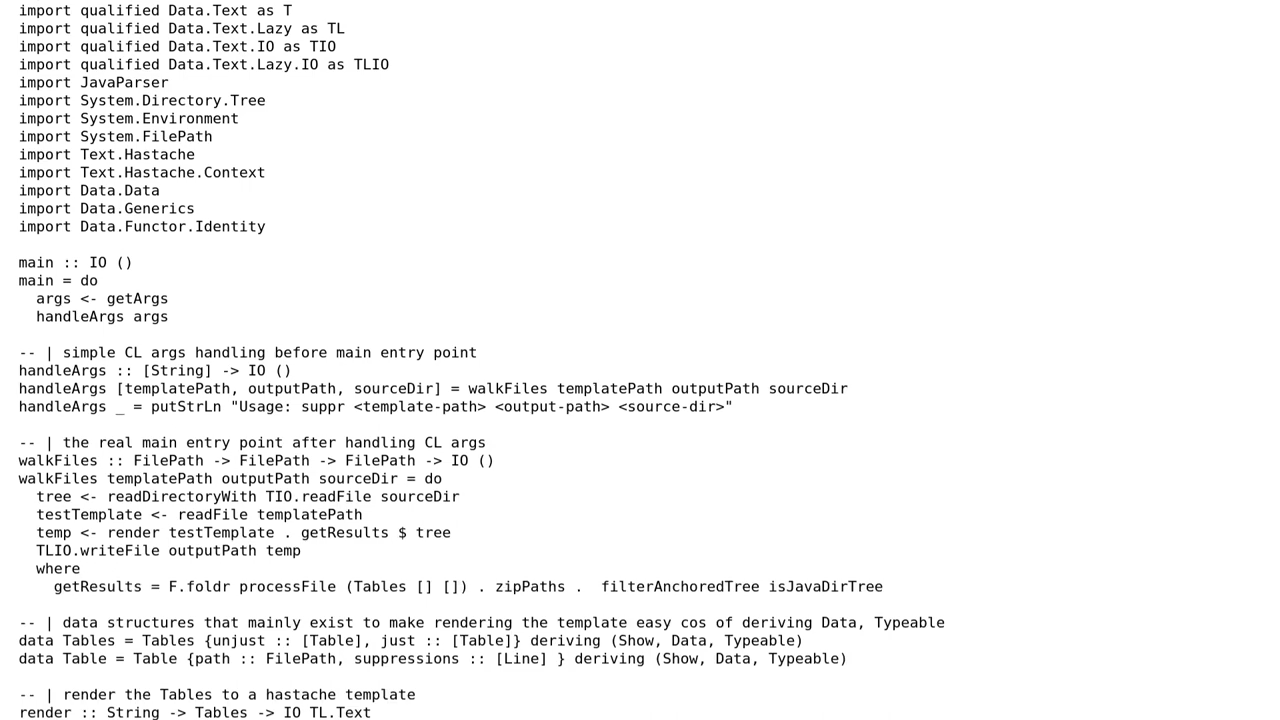 import qualified Data.Text as T
import qualified Data.Text.Lazy as TL
import qualified Data.Text.IO as TIO
import qualified Data.Text.Lazy.IO as TLIO
import JavaParser
import System.Directory.Tree
import System.Environment
import System.FilePath
import Text.Hastache
import Text.Hastache.Context
import Data.Data
import Data.Generics
import Data.Functor.Identity

main :: IO ()
main = do
  args <- getArgs
  handleArgs args

-- | simple CL args handling before main entry point
handleArgs :: [String] -> IO ()
handleArgs [templatePath, outputPath, sourceDir] = walkFiles templatePath outputPath sourceDir
handleArgs _ = putStrLn "Usage: suppr <template-path> <output-path> <source-dir>"

-- | the real main entry point after handling CL args
walkFiles :: FilePath -> FilePath -> FilePath -> IO ()
walkFiles templatePath outputPath sourceDir = do
  tree <- readDirectoryWith TIO.readFile sourceDir
  testTemplate <- readFile templatePath
  temp <- render testTemplate . getResults $ tree
  TLIO.writeFile outputPath temp
  where
    getResults = F.foldr processFile (Tables [] []) . zipPaths .  filterAnchoredTree isJavaDirTree

-- | data structures that mainly exist to make rendering the template easy cos of deriving Data, Typeable
data Tables = Tables {unjust :: [Table], just :: [Table]} deriving (Show, Data, Typeable)
data Table = Table {path :: FilePath, suppressions :: [Line] } deriving (Show, Data, Typeable)

-- | render the Tables to a hastache template
render :: String -> Tables -> IO TL.Text